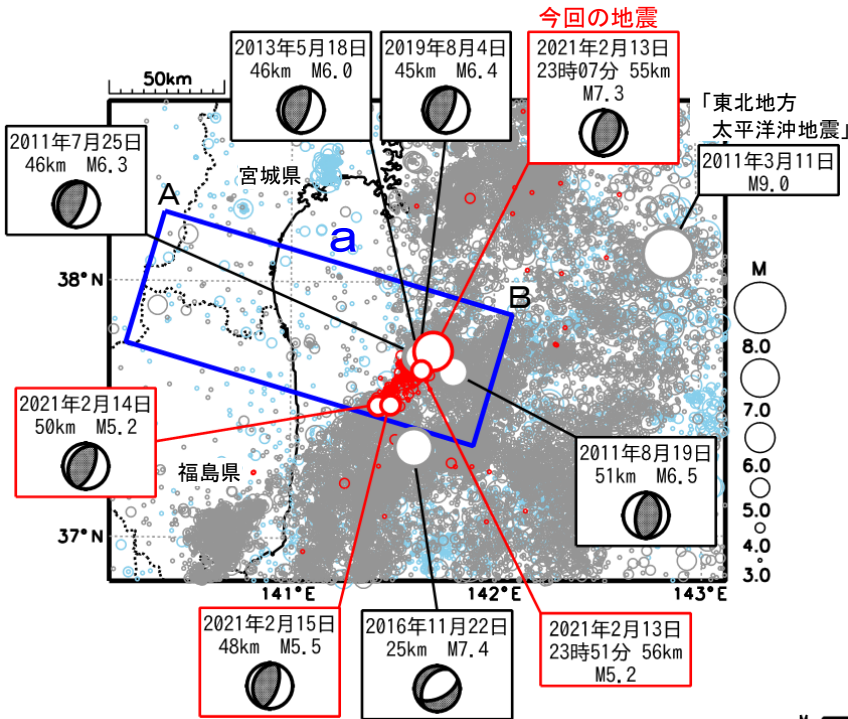 今回の地震
2013年5月18日
46km M6.0
2019年8月4日
45km M6.4
2021年2月13日
23時07分 55km
M7.3
50km
「東北地方
太平洋沖地震」
2011年3月11日
M9.0
2011年7月25日
46km M6.3
宮城県
A
a
B
38°N
M
8.0
7.0
6.0
5.0
4.0
3.0
2021年2月14日
50km M5.2
福島県
2011年8月19日
51km M6.5
37°N
141°E
142°E
143°E
2021年2月15日
48km M5.5
2016年11月22日
25km M7.4
2021年2月13日
23時51分 56km
M5.2